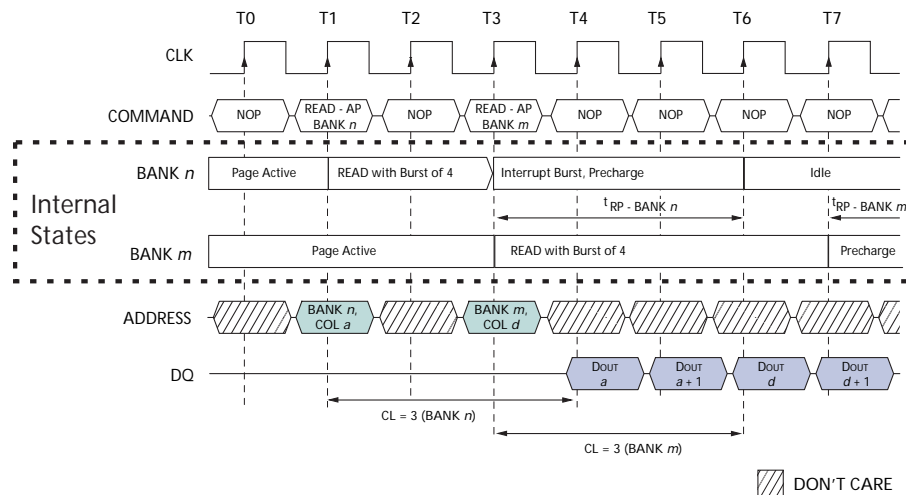 T0 T1 T2 T3 T4 T5 T6 T7
CLK
COMMAND NOP READ - AP BANK n NOP READ - AP BANK m NOP NOP NOP NOP
Internal States
BANK n Page Active READ with Burst of 4 Interrupt Burst, Precharge Idle
tRP - BANK n tRP - BANK m
BANK m Page Active READ with Burst of 4 Precharge
ADDRESS BANK n, COL a BANK m, COL d
DQ DOUT a DOUT a + 1 DOUT d DOUT d + 1
CL = 3 (BANK n)
CL = 3 (BANK m)
DON'T CARE